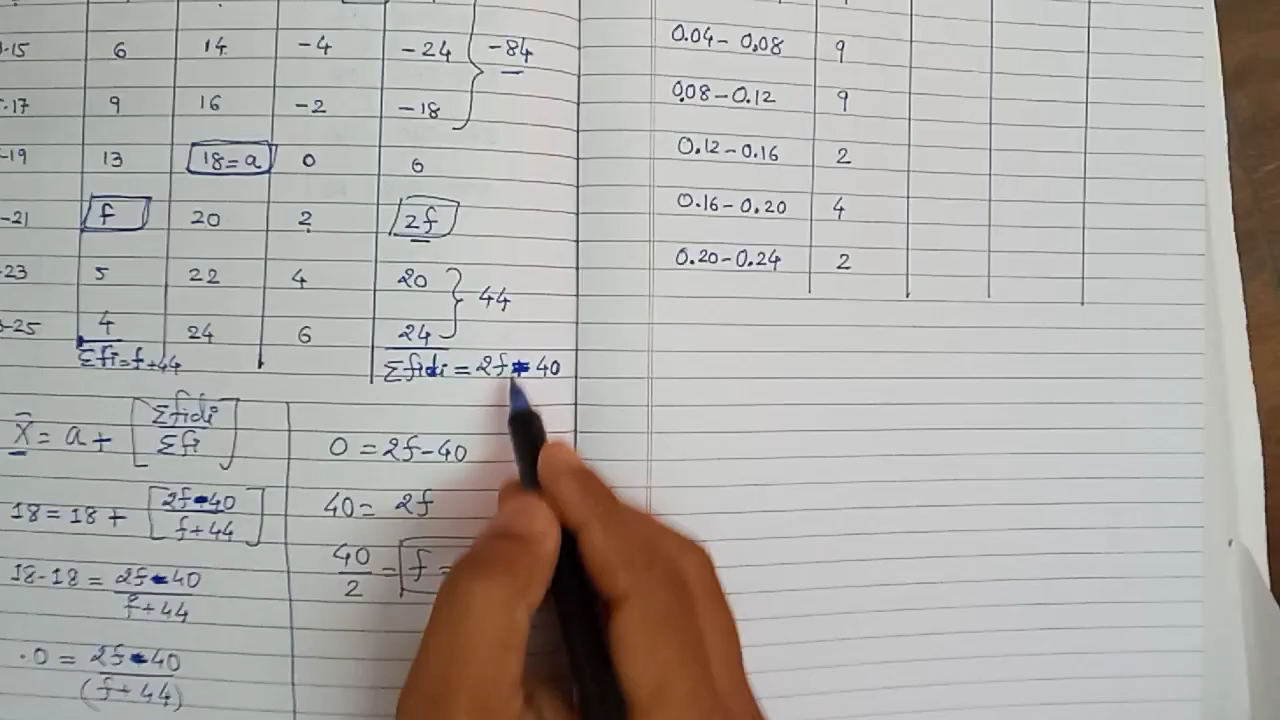 -15 6 14 -4 -24 -84
-17 9 16 -2 -18
-19 13 18=a 0 0
-21 f 20 2 2f
-23 5 22 4 20 44
-25 4 24 6 24
Σfi=f+44 Σfidi = 2f-40
x̄ = a + [Σfidi/Σfi]
18 = 18 + [2f-40/f+44]
18-18 = 2f-40/f+44
.0 = 2f-40/(f+44)
0 = 2f-40
40 = 2f
40/2 = f =
0.04 - 0.08 9
0.08 - 0.12 9
0.12 - 0.16 2
0.16 - 0.20 4
0.20 - 0.24 2